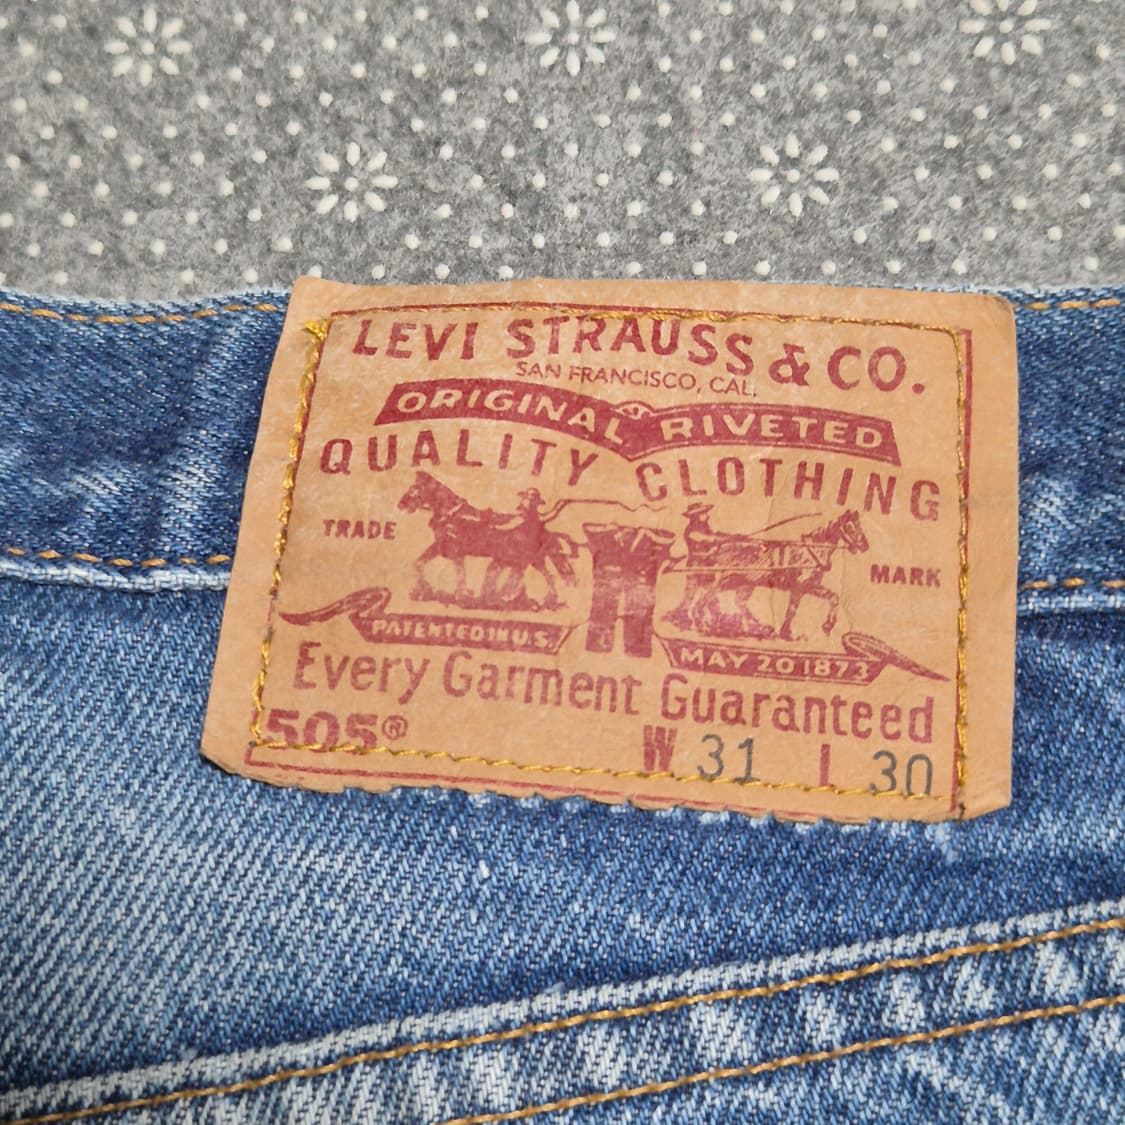 LEVI STRAUSS & CO.
SAN FRANCISCO, CAL.
ORIGINAL RIVETED
QUALITY CLOTHING
TRADE MARK
PATENTED IN U.S. MAY 20 1873
Every Garment Guaranteed
505® W 31 L 30